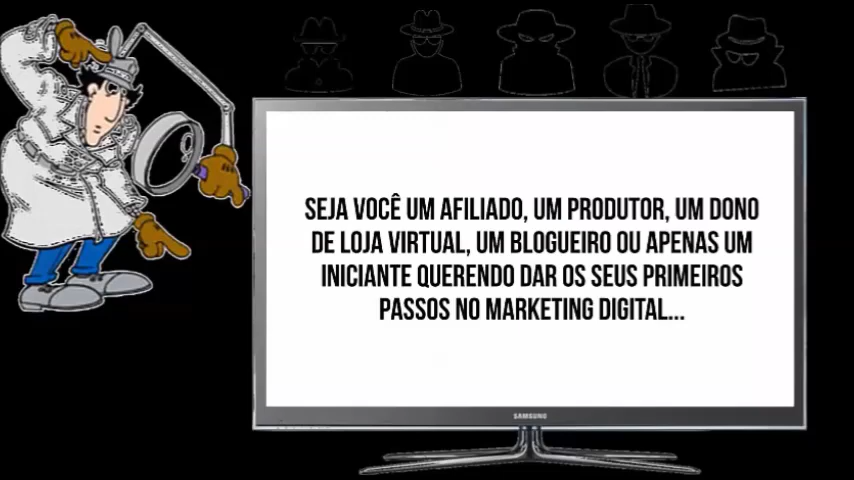 SEJA VOCÊ UM AFILIADO, UM PRODUTOR, UM DONO
DE LOJA VIRTUAL, UM BLOGUEIRO OU APENAS UM
INICIANTE QUERENDO DAR OS SEUS PRIMEIROS
PASSOS NO MARKETING DIGITAL...
SAMSUNG